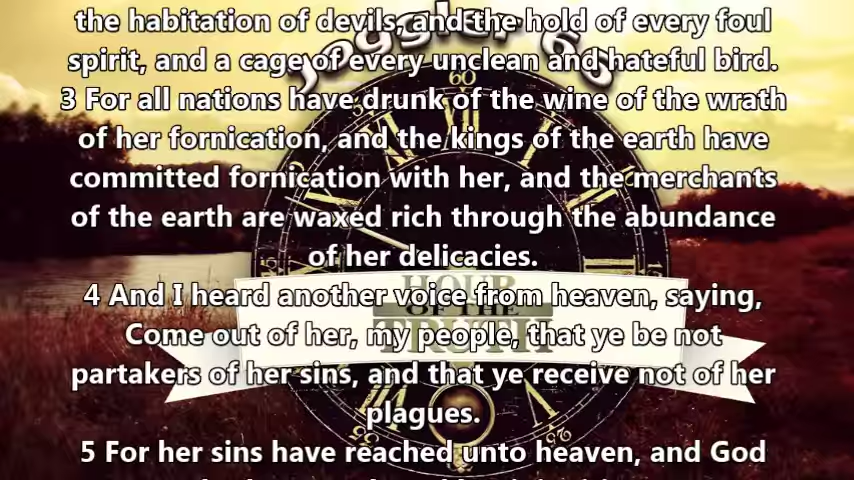 the habitation of devils, and the hold of every foul
spirit, and a cage of every unclean and hateful bird.
3 For all nations have drunk of the wine of the wrath
of her fornication, and the kings of the earth have
committed fornication with her, and the merchants
of the earth are waxed rich through the abundance
of her delicacies.
4 And I heard another voice from heaven, saying,
Come out of her, my people, that ye be not
partakers of her sins, and that ye receive not of her
plagues.
5 For her sins have reached unto heaven, and God
60
HOUR
OF THE
TRUTH